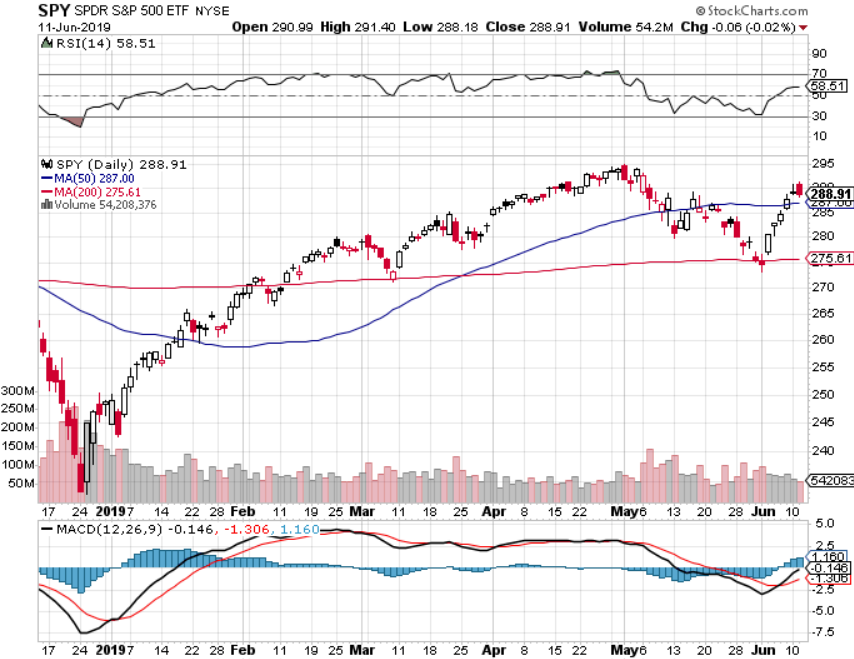 SPY SPDR S&P 500 ETF NYSE © StockCharts.com
11-Jun-2019 Open 290.99 High 291.40 Low 288.18 Close 288.91 Volume 54.2M Chg -0.06 (-0.02%)
RSI(14) 58.51
90
70
58.51
50
30
10
SPY (Daily) 288.91
MA(50) 287.00
MA(200) 275.61
Volume 54,208,376
295
290
288.91
287.00
285
280
275.61
275
270
265
260
255
250
245
240
300M
250M
200M
150M
100M
50M
542083
17 24 2019 7 14 22 28 Feb 11 19 25 Mar 11 18 25 Apr 8 15 22 May 6 13 20 28 Jun 10
MACD(12,26,9) -0.146, -1.306, 1.160
5.0
2.5
1.160
-0.146
-1.306
-2.5
-5.0
-7.5
17 24 2019 7 14 22 28 Feb 11 19 25 Mar 11 18 25 Apr 8 15 22 May 6 13 20 28 Jun 10